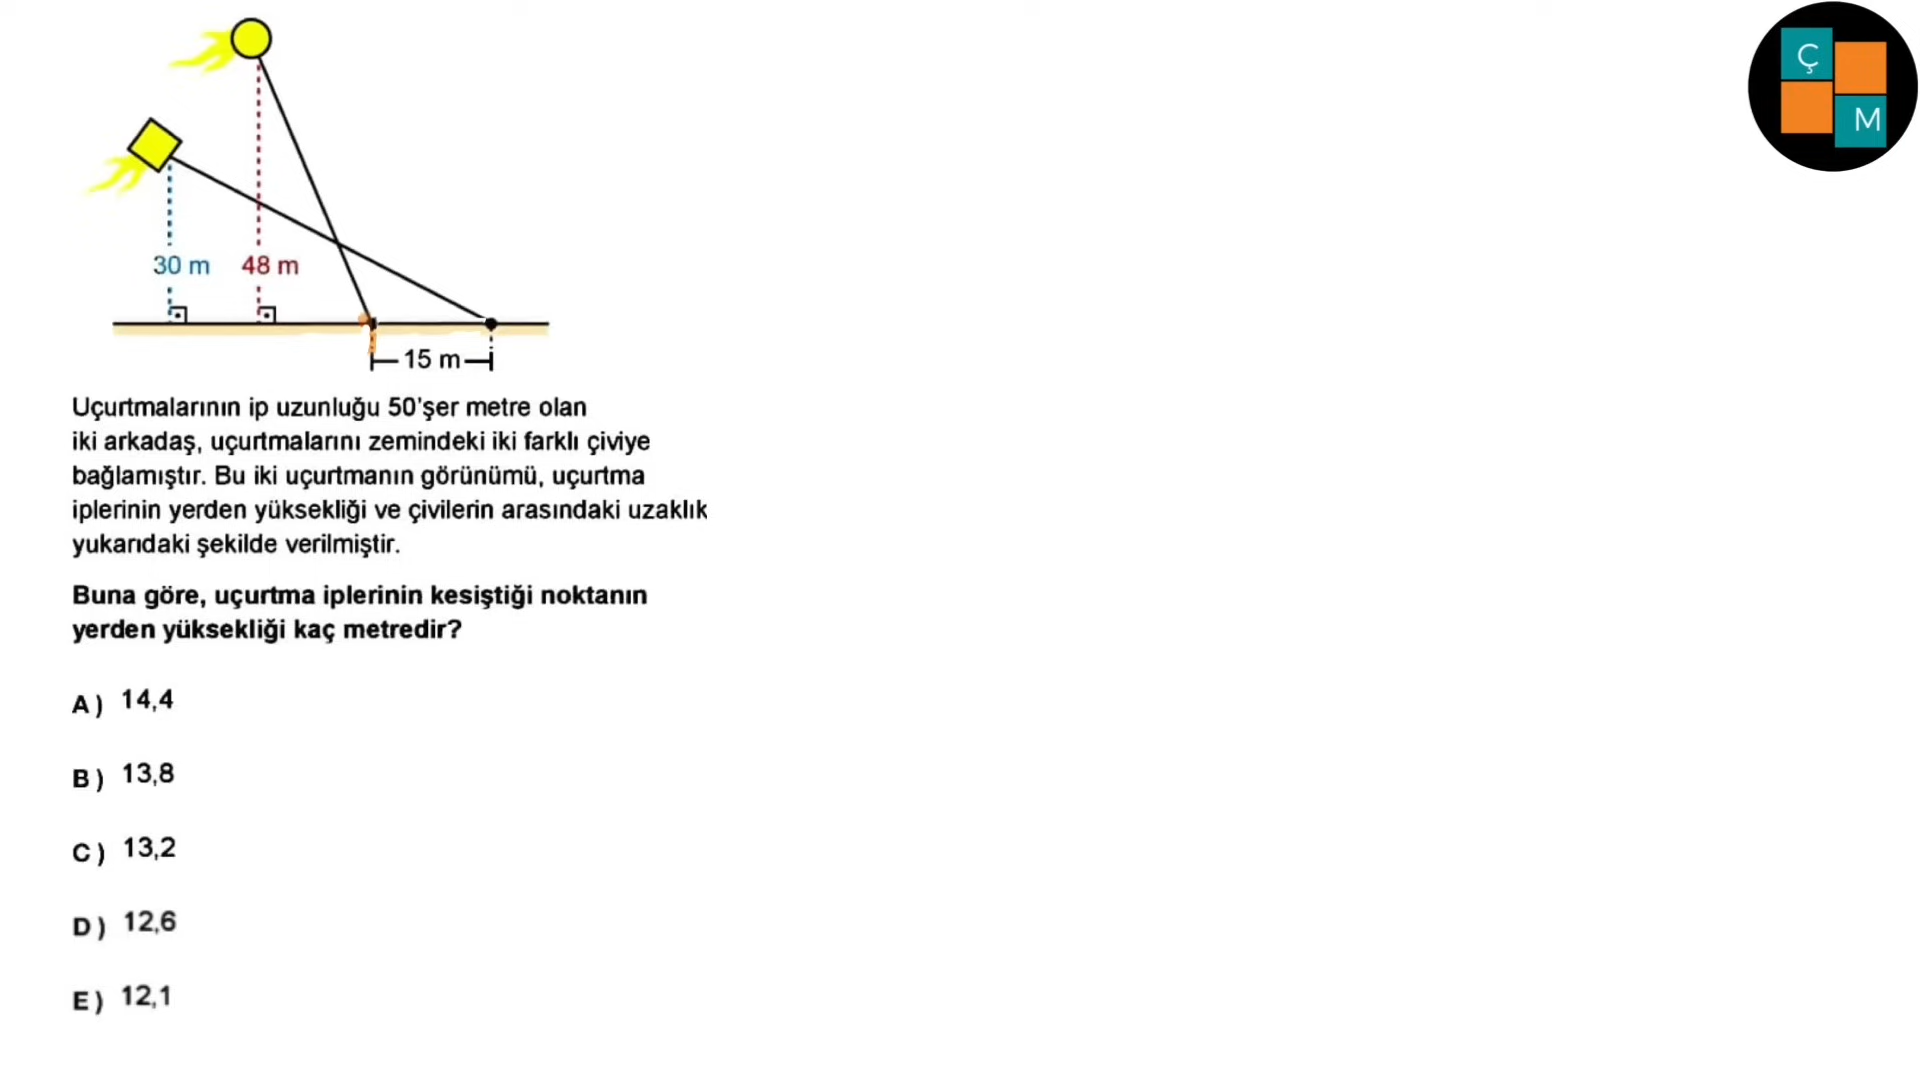 Ç
M
30 m 48 m
15 m
Uçurtmalarının ip uzunluğu 50'şer metre olan
iki arkadaş, uçurtmalarını zemindeki iki farklı çiviye
bağlamıştır. Bu iki uçurtmanın görünümü, uçurtma
iplerinin yerden yüksekliği ve çivilerin arasındaki uzaklık
yukarıdaki şekilde verilmiştir.
Buna göre, uçurtma iplerinin kesiştiği noktanın
yerden yüksekliği kaç metredir?
A) 14,4
B) 13,8
C) 13,2
D) 12,6
E) 12,1